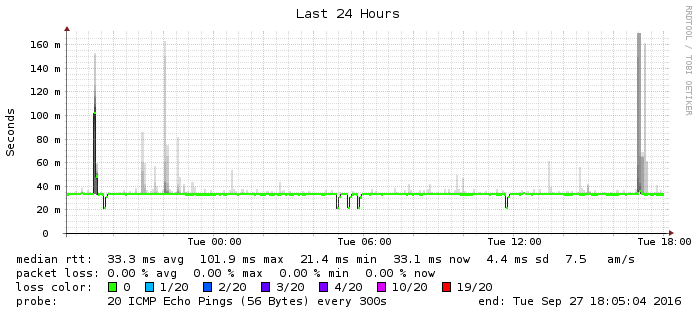 Last 24 Hours
RRDTOOL / TOBI OETIKER
Seconds
160 m
140 m
120 m
100 m
80 m
60 m
40 m
20 m
0
Tue 00:00 Tue 06:00 Tue 12:00 Tue 18:00
median rtt: 33.3 ms avg 101.9 ms max 21.4 ms min 33.1 ms now 4.4 ms sd 7.5 am/s
packet loss: 0.00 % avg 0.00 % max 0.00 % min 0.00 % now
loss color: 0 1/20 2/20 3/20 4/20 10/20 19/20
probe: 20 ICMP Echo Pings (56 Bytes) every 300s end: Tue Sep 27 18:05:04 2016